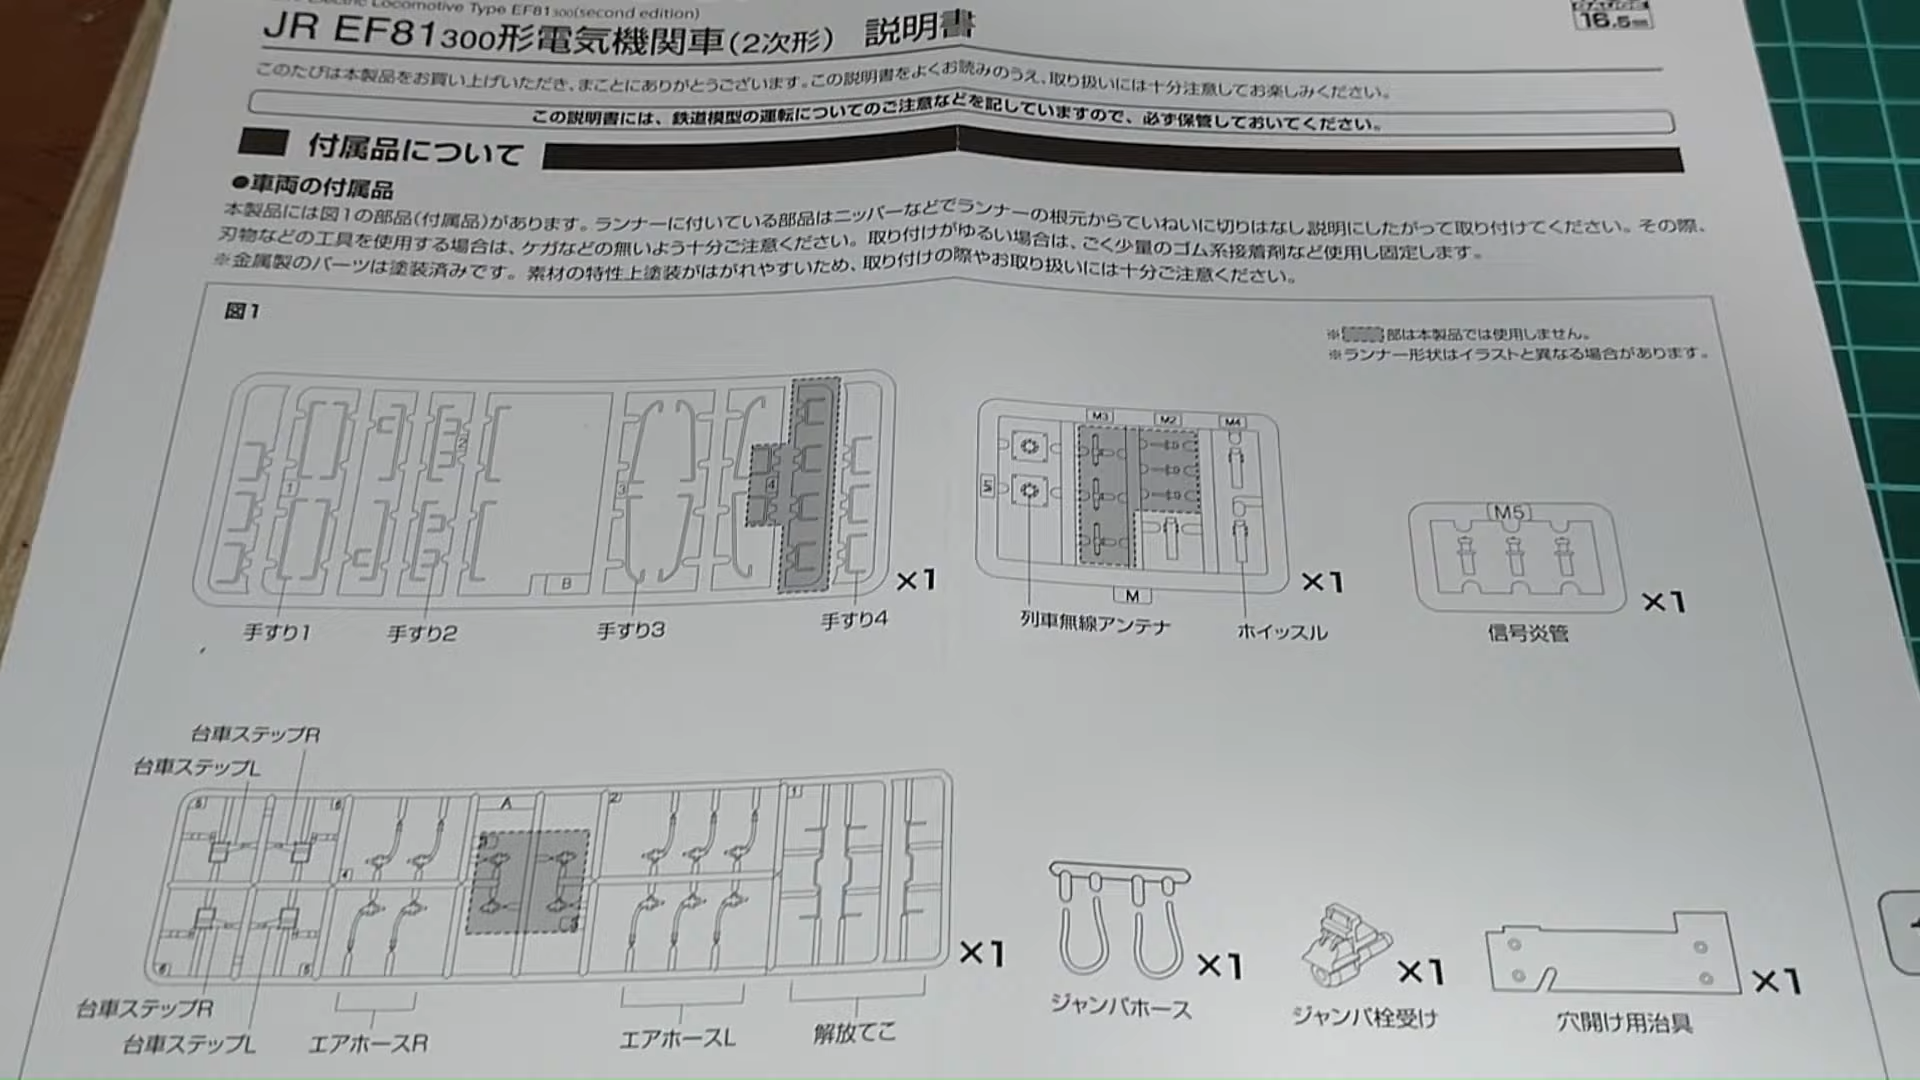 Electric Locomotive Type EF81 300(second edition)
JR EF81 300形電気機関車(2次形) 説明書
16.5mm
このたびは本製品をお買い上げいただき、まことにありがとうございます。この説明書をよくお読みのうえ、取り扱いには十分注意してお楽しみください。
この説明書には、鉄道模型の運転についてのご注意などを記していますので、必ず保管しておいてください。
付属品について
●車両の付属品
本製品には図1の部品(付属品)があります。ランナーに付いている部品はニッパーなどでランナーの根元からていねいに切りはなし説明にしたがって取り付けてください。その際、
刃物などの工具を使用する場合は、ケガなどの無いよう十分ご注意ください。取り付けがゆるい場合は、ごく少量のゴム系接着剤など使用し固定します。
※金属製のパーツは塗装済みです。素材の特性上塗装がはがれやすいため、取り付けの際やお取り扱いには十分ご注意ください。
図1
※部は本製品では使用しません。
※ランナー形状はイラストと異なる場合があります。
1
2
3
4
B
×1
手すり1
手すり2
手すり3
手すり4
M3
M2
M4
M
×1
列車無線アンテナ
ホイッスル
M5
×1
信号炎管
台車ステップR
台車ステップL
5
6
A
2
1
4
6
5
×1
台車ステップR
台車ステップL
エアホースR
エアホースL
解放てこ
×1
ジャンパホース
×1
ジャンパ栓受け
×1
穴開け用治具